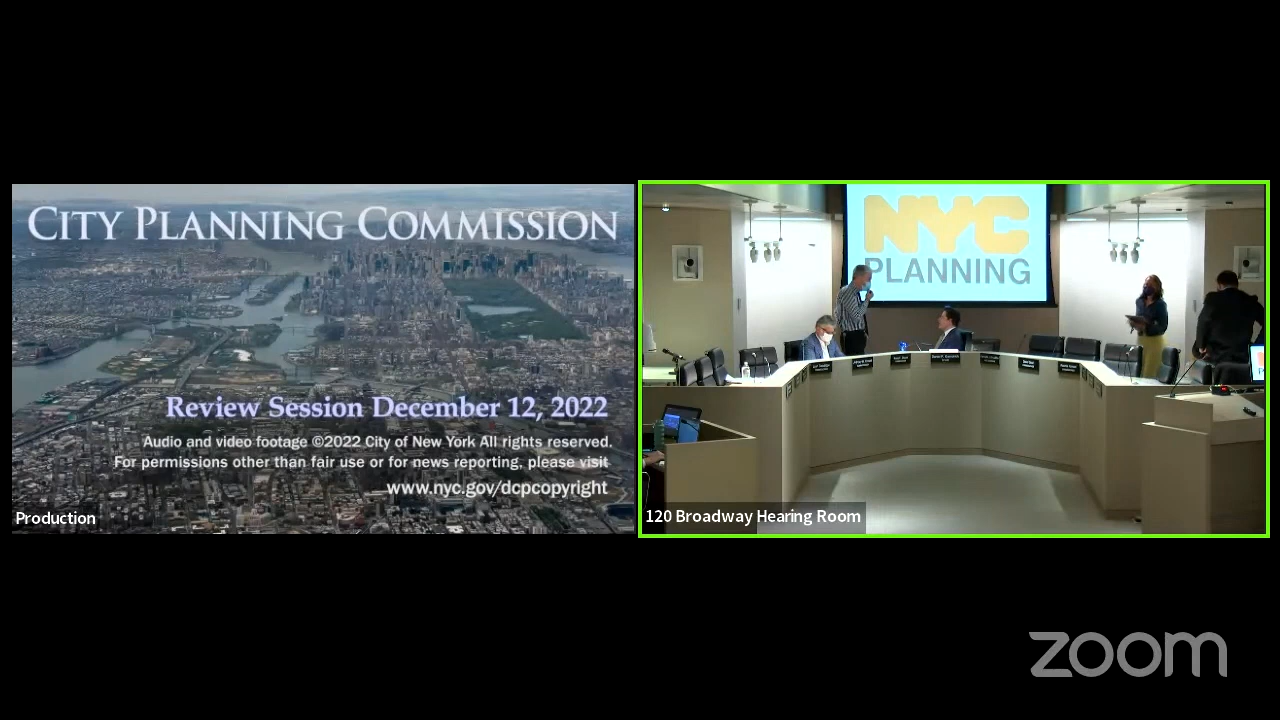 CITY PLANNING COMMISSION
Review Session December 12, 2022
Audio and video footage ©2022 City of New York All rights reserved.
For permissions other than fair use or for news reporting, please visit
www.nyc.gov/dcpcopyright
Production
NYC
PLANNING
120 Broadway Hearing Room
zoom